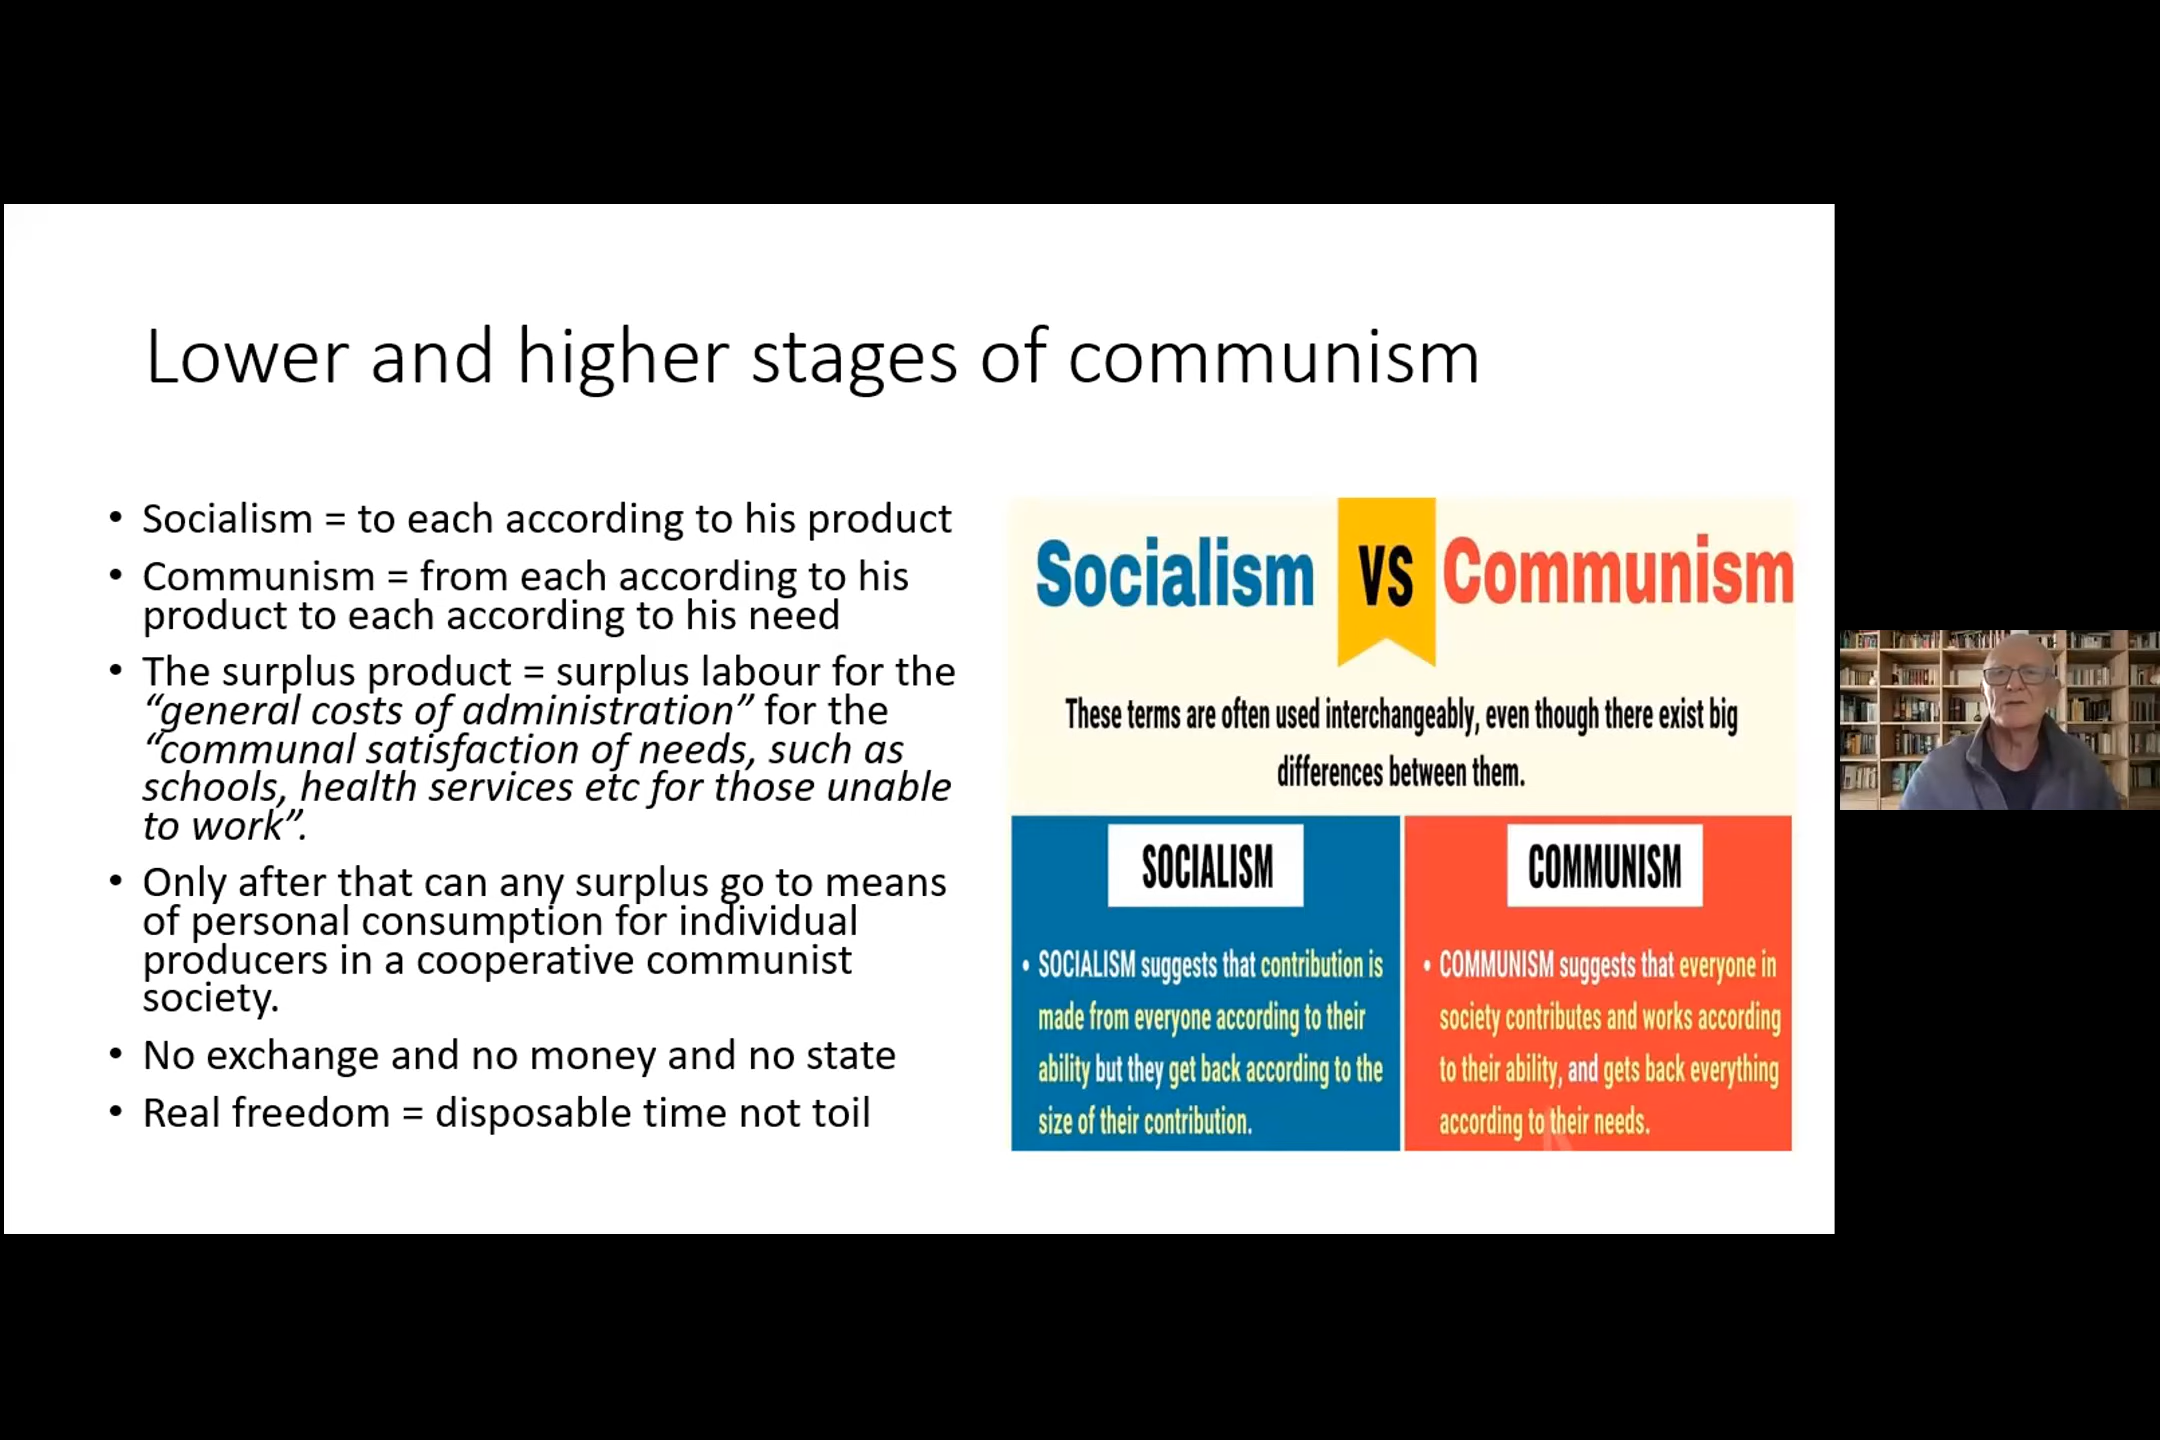 Lower and higher stages of communism
• Socialism = to each according to his product
• Communism = from each according to his
product to each according to his need
• The surplus product = surplus labour for the
“general costs of administration” for the
“communal satisfaction of needs, such as
schools, health services etc for those unable
to work”.
• Only after that can any surplus go to means
of personal consumption for individual
producers in a cooperative communist
society.
• No exchange and no money and no state
• Real freedom = disposable time not toil
Socialism VS Communism
These terms are often used interchangeably, even though there exist big
differences between them.
SOCIALISM
• SOCIALISM suggests that contribution is
made from everyone according to their
ability but they get back according to the
size of their contribution.
COMMUNISM
• COMMUNISM suggests that everyone in
society contributes and works according
to their ability, and gets back everything
according to their needs.